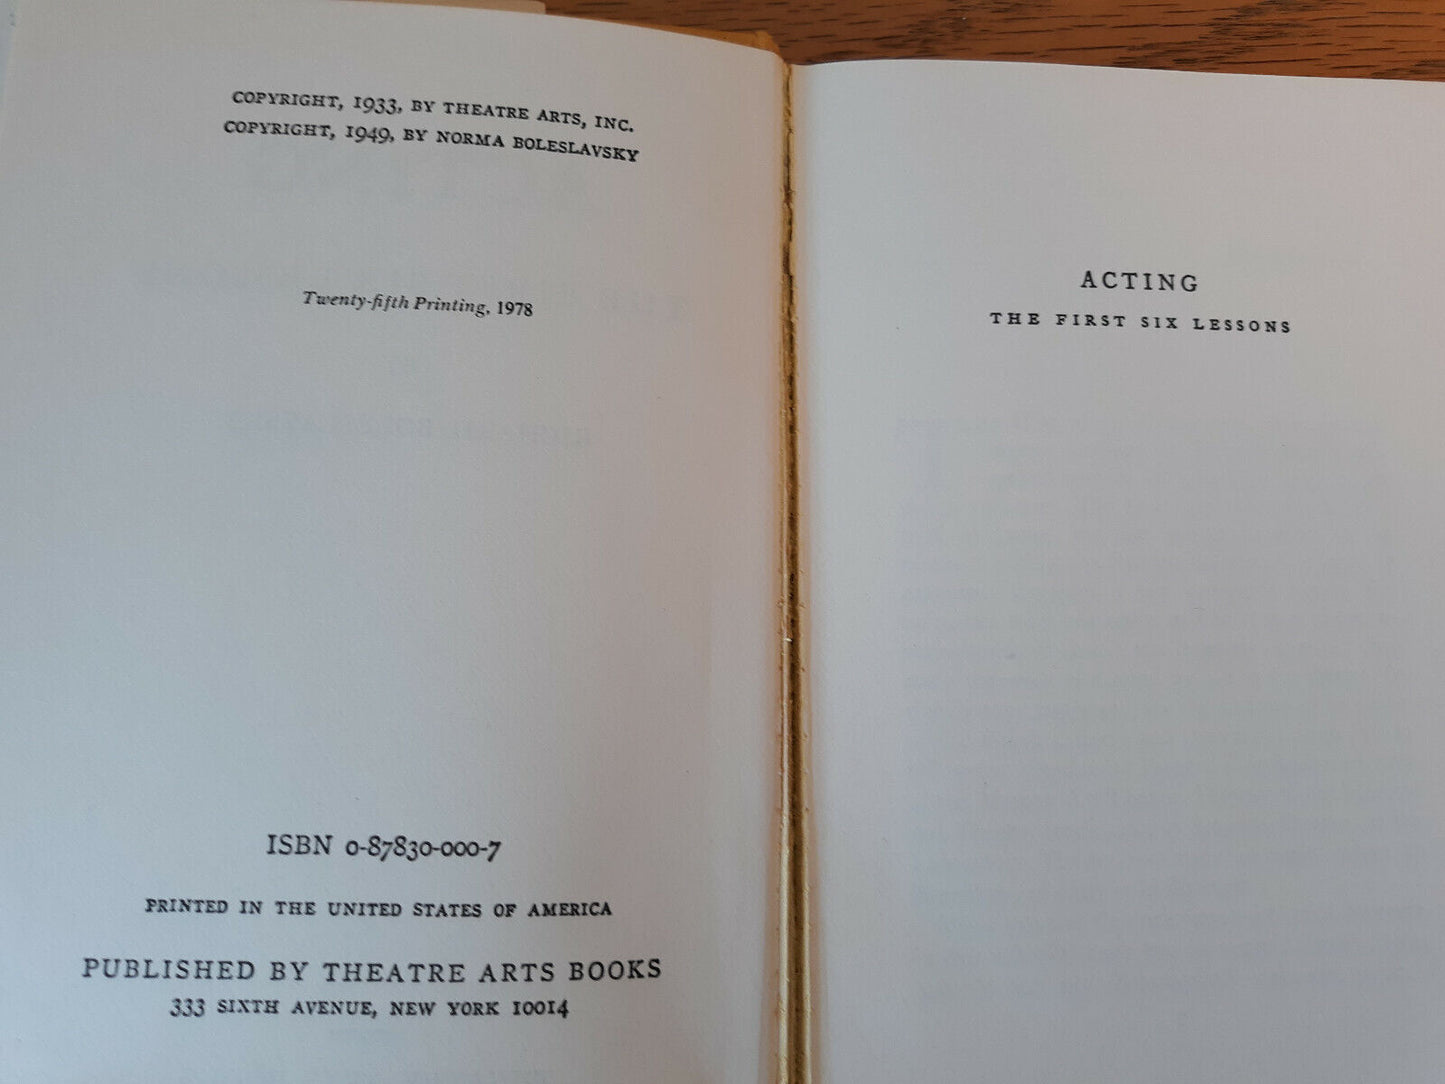 COPYRIGHT, 1933, BY THEATRE ARTS, INC.
COPYRIGHT, 1949, BY NORMA BOLESLAVSKY
Twenty-fifth Printing, 1978
ISBN 0-87830-000-7
PRINTED IN THE UNITED STATES OF AMERICA
PUBLISHED BY THEATRE ARTS BOOKS
333 SIXTH AVENUE, NEW YORK 10014
ACTING
THE FIRST SIX LESSONS